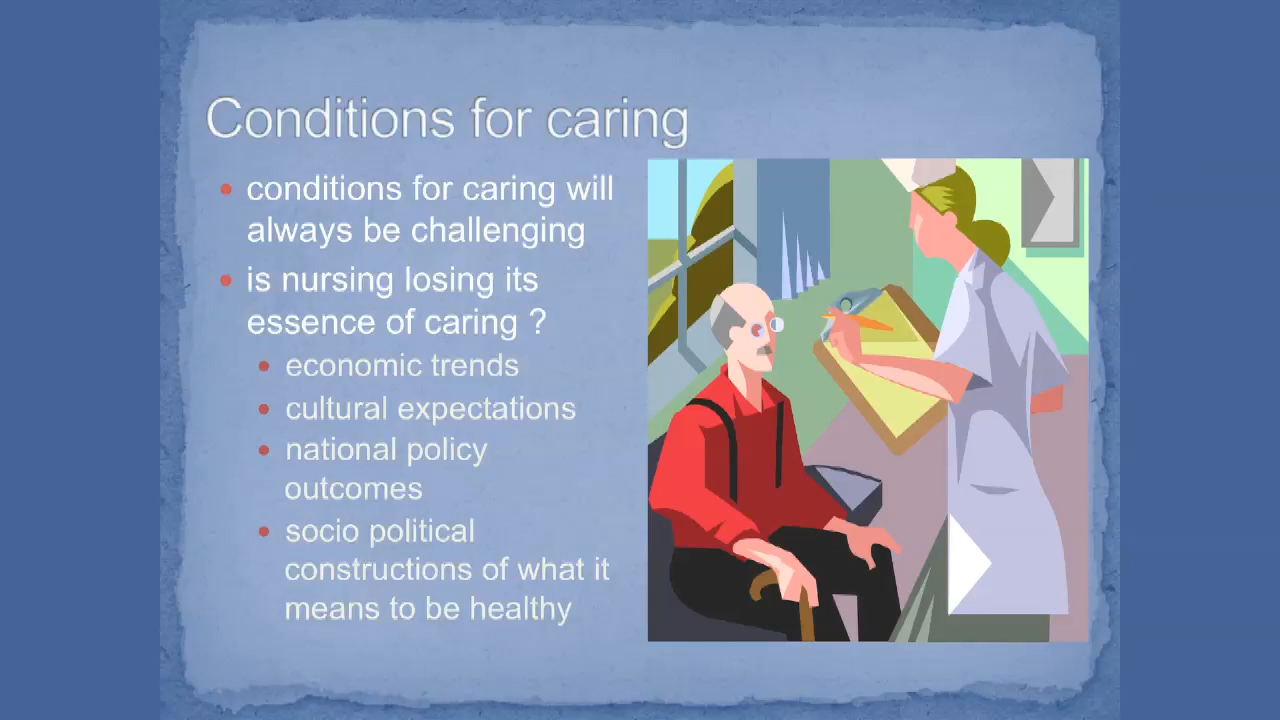 Conditions for caring
conditions for caring will
always be challenging
is nursing losing its
essence of caring ?
economic trends
cultural expectations
national policy
outcomes
socio political
constructions of what it
means to be healthy